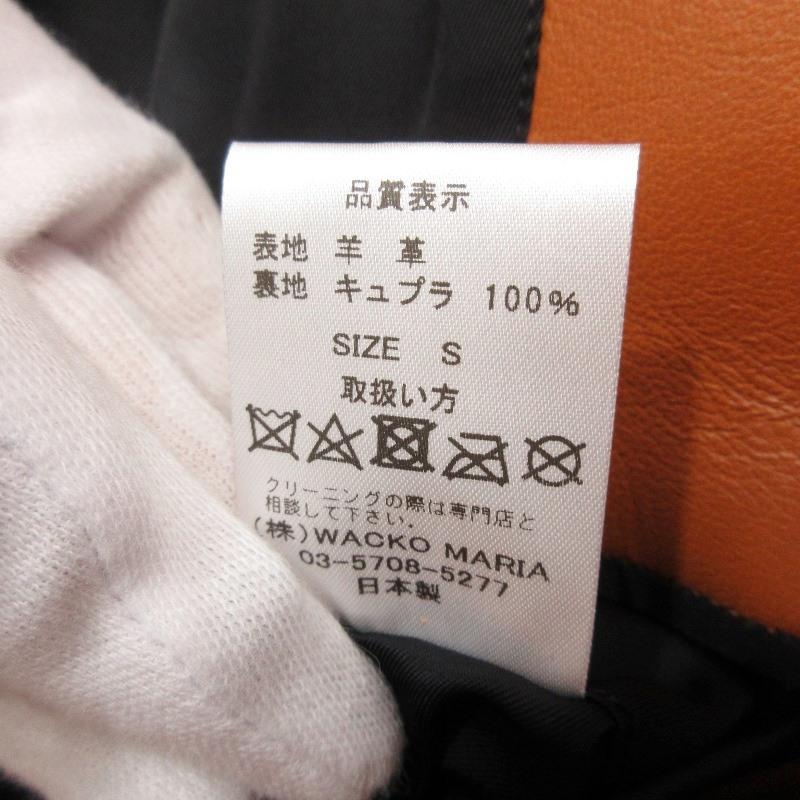 品質表示
表地 羊 革
裏地 キュプラ 100%
SIZE S
取扱い方
クリーニングの際は専門店と
相談して下さい。
(株)WACKO MARIA
03-5708-5277
日本製